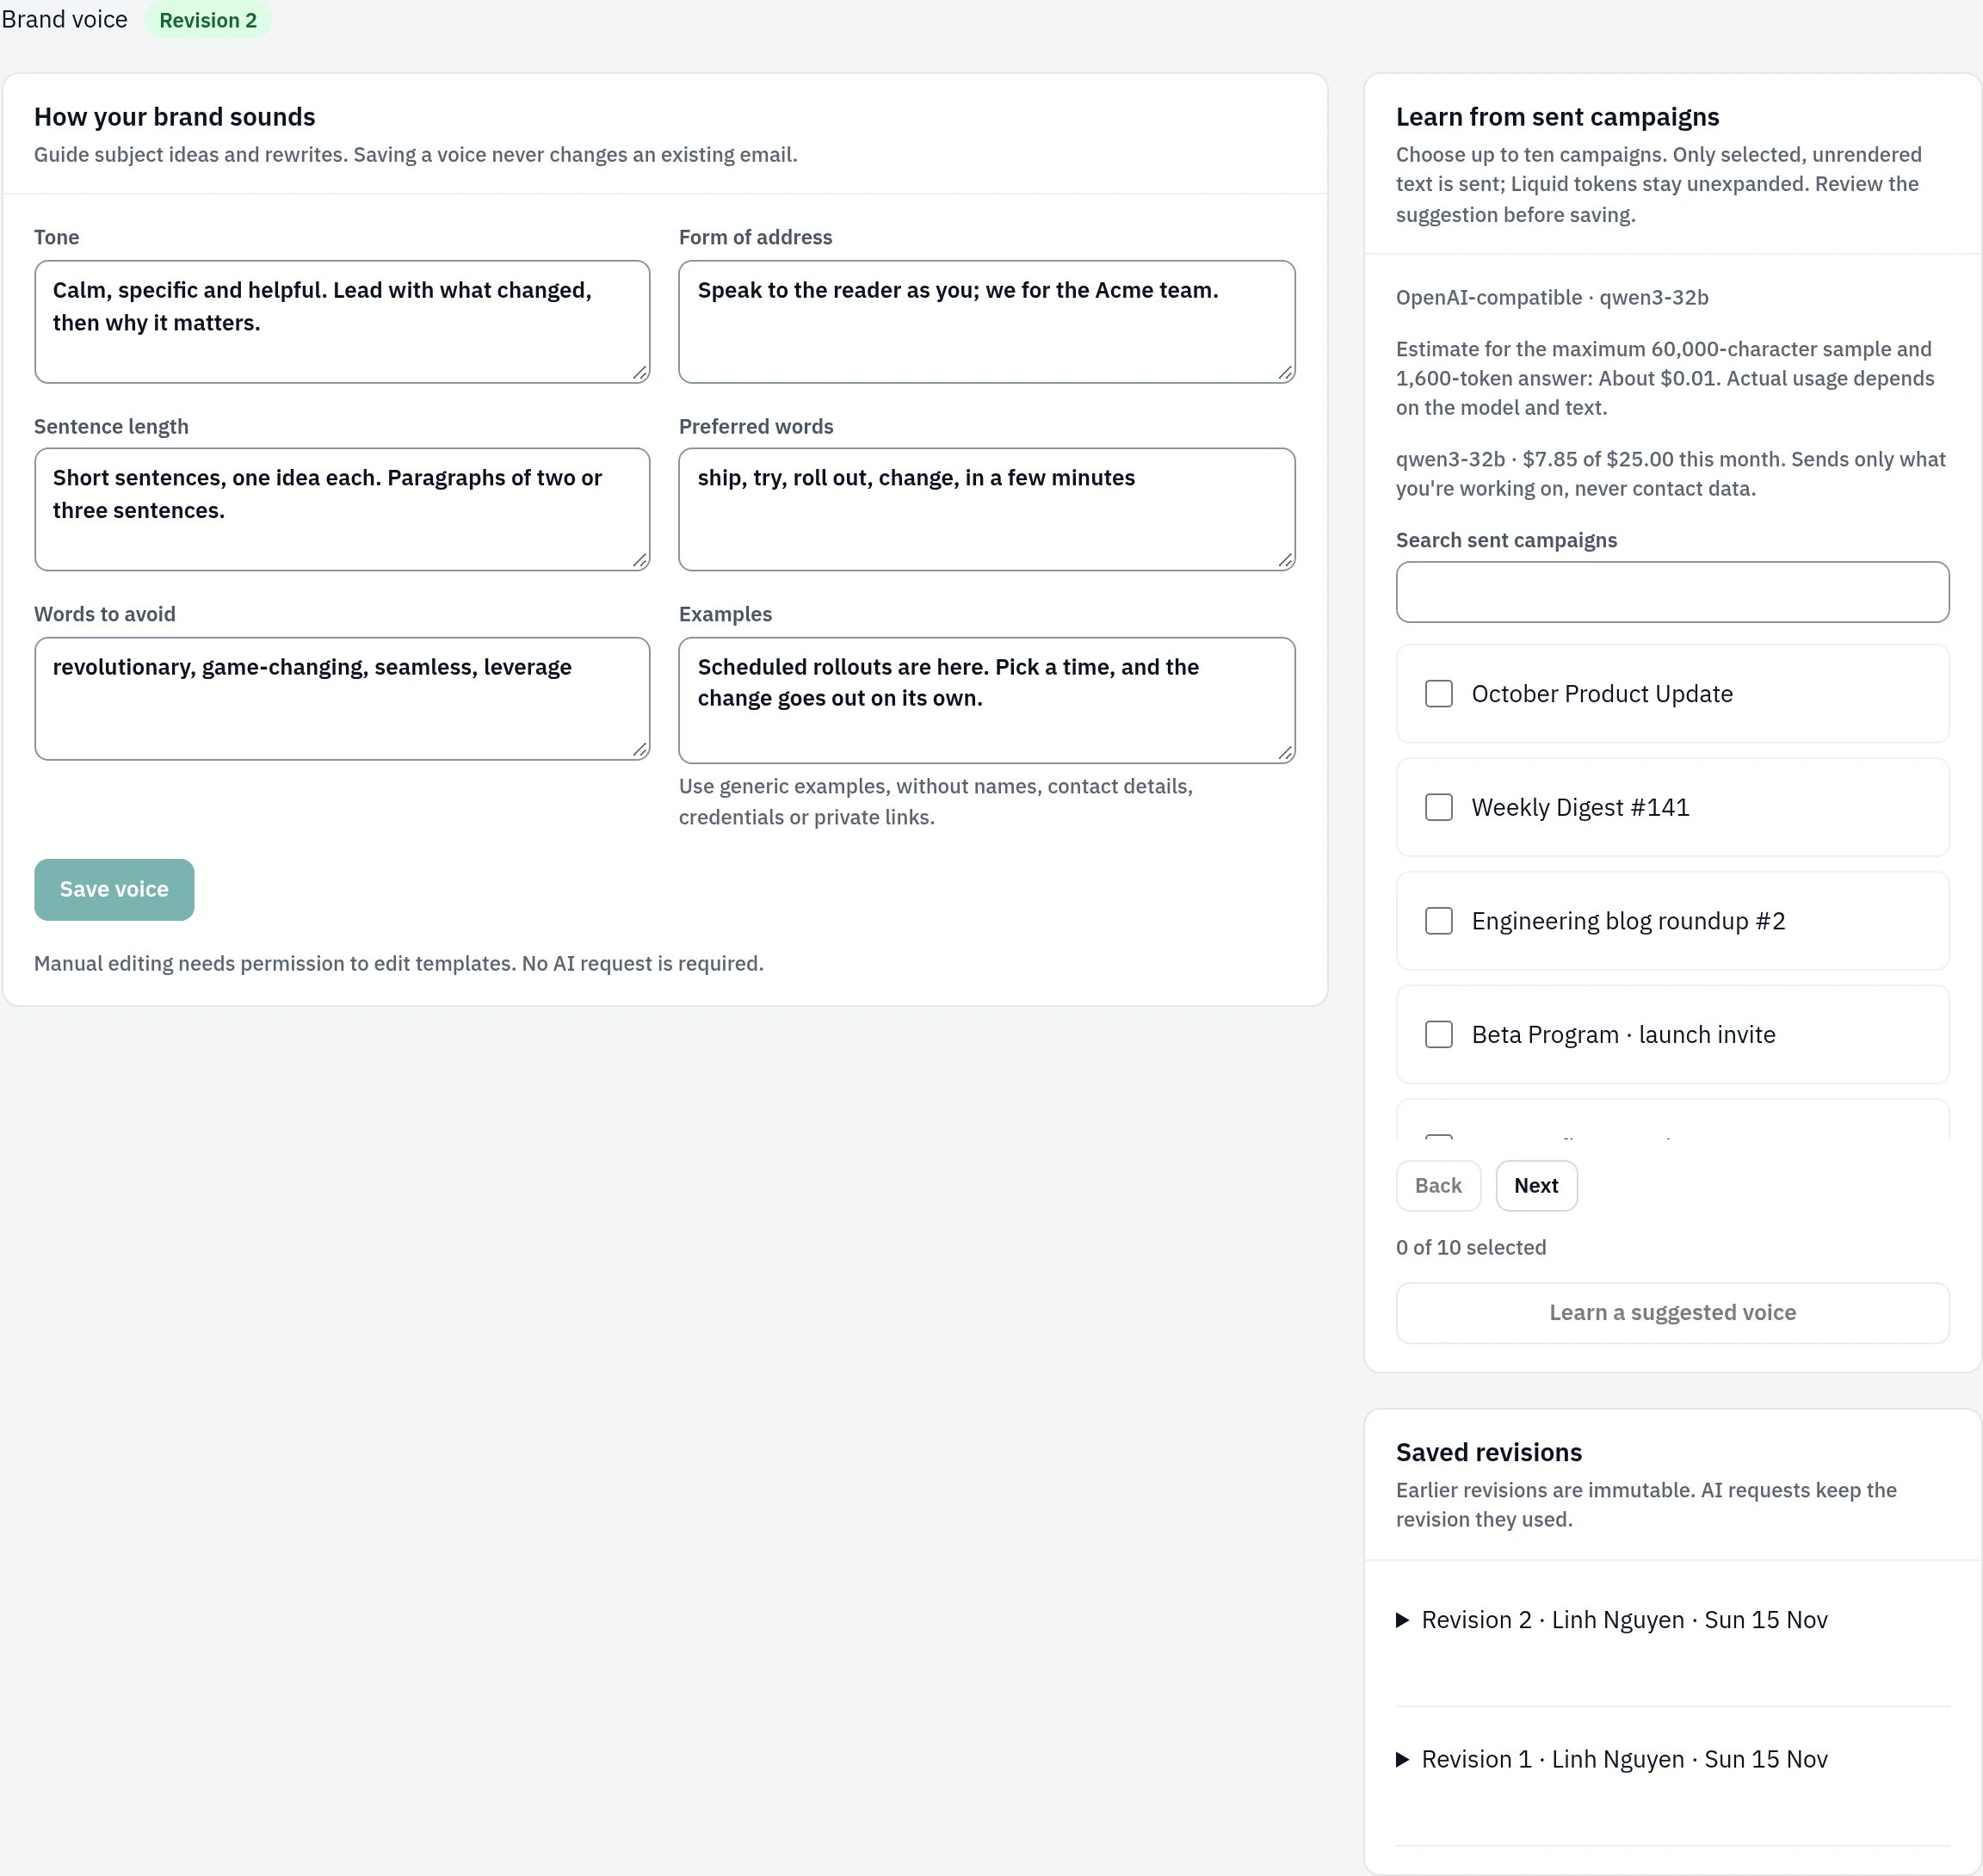 Brand voice
Revision 2
How your brand sounds
Guide subject ideas and rewrites. Saving a voice never changes an existing email.
Tone
Calm, specific and helpful. Lead with what changed,
then why it matters.
Form of address
Speak to the reader as you; we for the Acme team.
Sentence length
Short sentences, one idea each. Paragraphs of two or
three sentences.
Preferred words
ship, try, roll out, change, in a few minutes
Words to avoid
revolutionary, game-changing, seamless, leverage
Examples
Scheduled rollouts are here. Pick a time, and the
change goes out on its own.
Use generic examples, without names, contact details,
credentials or private links.
Save voice
Manual editing needs permission to edit templates. No AI request is required.
Learn from sent campaigns
Choose up to ten campaigns. Only selected, unrendered
text is sent; Liquid tokens stay unexpanded. Review the
suggestion before saving.
OpenAI-compatible · qwen3-32b
Estimate for the maximum 60,000-character sample and
1,600-token answer: About $0.01. Actual usage depends
on the model and text.
qwen3-32b · $7.85 of $25.00 this month. Sends only what
you're working on, never contact data.
Search sent campaigns
October Product Update
Weekly Digest #141
Engineering blog roundup #2
Beta Program · launch invite
Back
Next
0 of 10 selected
Learn a suggested voice
Saved revisions
Earlier revisions are immutable. AI requests keep the
revision they used.
Revision 2 · Linh Nguyen · Sun 15 Nov
Revision 1 · Linh Nguyen · Sun 15 Nov